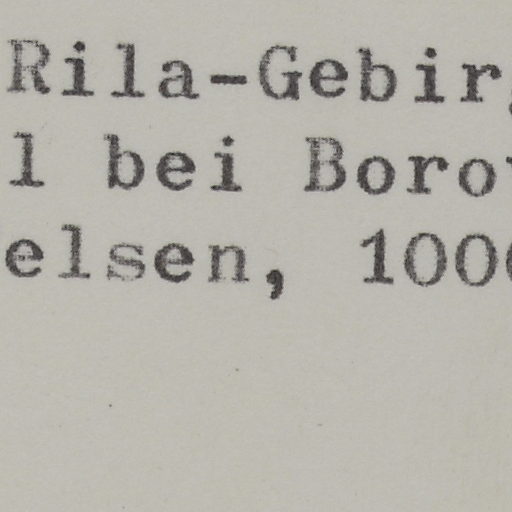 Rila-Gebir
l bei Boro
elsen, 100